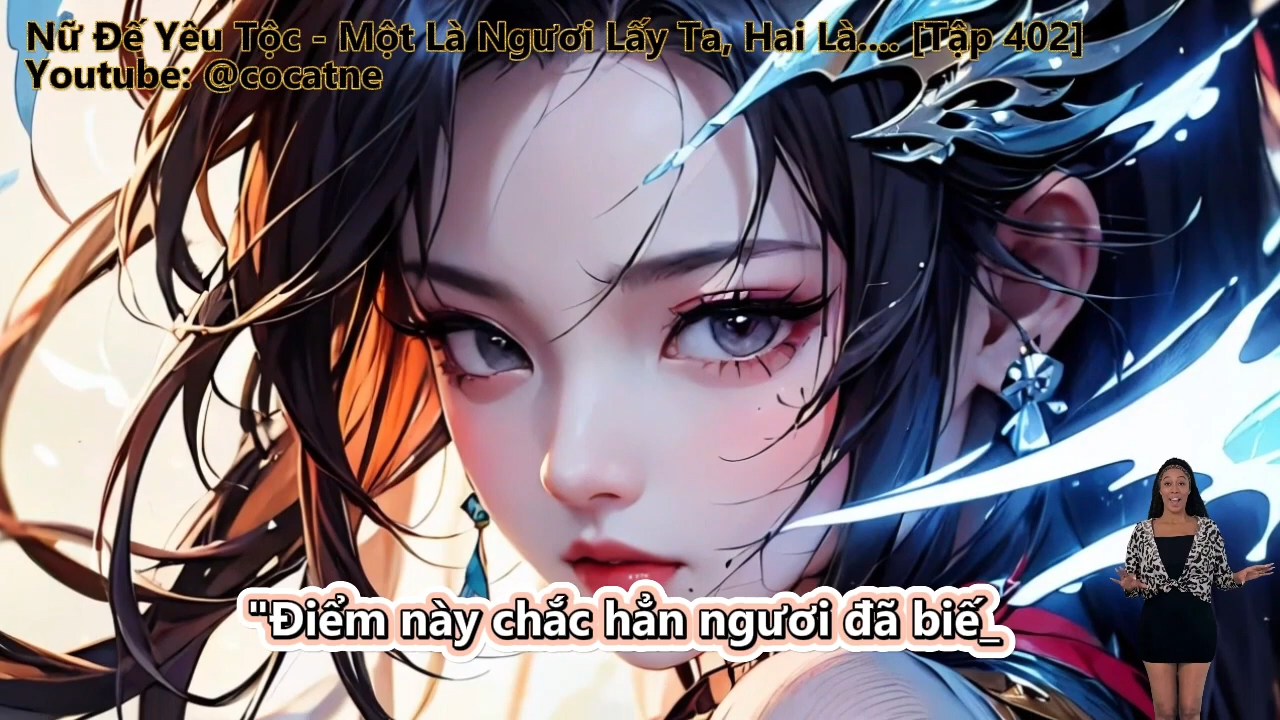 Nữ Đế Yêu Tộc - Một Là Ngươi Lấy Ta, Hai Là.... [Tập 402]
Youtube: @cocatne
"Điểm này chắc hẳn ngươi đã biế_